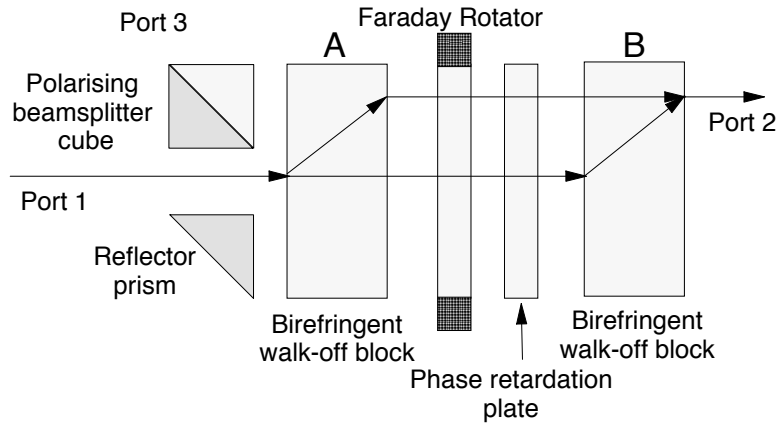 Port 3
Faraday Rotator
A
B
Polarising
beamsplitter
cube
Port 2
Port 1
Reflector
prism
Birefringent
walk-off block
Birefringent
walk-off block
Phase retardation
plate